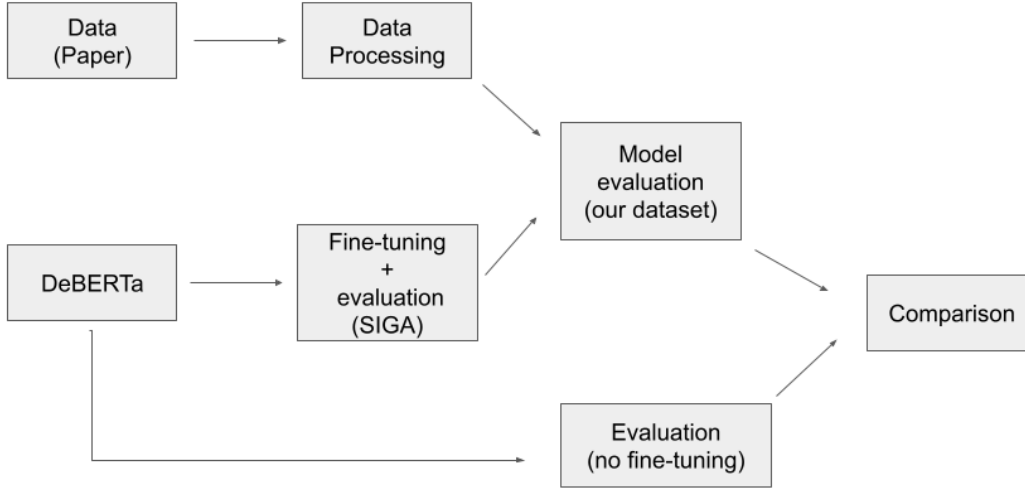 Data
(Paper)
Data
Processing
Model
evaluation
(our dataset)
DeBERTa
Fine-tuning
+
evaluation
(SIGA)
Comparison
Evaluation
(no fine-tuning)